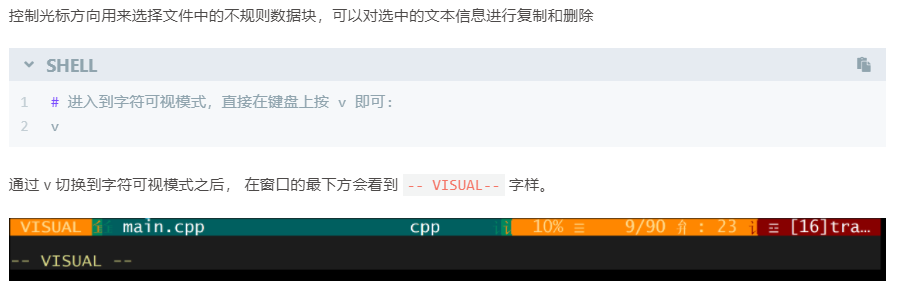 控制光标方向用来选择文件中的不规则数据块，可以对选中的文本信息进行复制和删除
SHELL
1 # 进入到字符可视模式，直接在键盘上按 v 即可:
2 v
通过 v 切换到字符可视模式之后， 在窗口的最下方会看到 -- VISUAL-- 字样。
VISUAL main.cpp cpp 10% ☰ 9/90 : 23 [16]tra…
-- VISUAL --